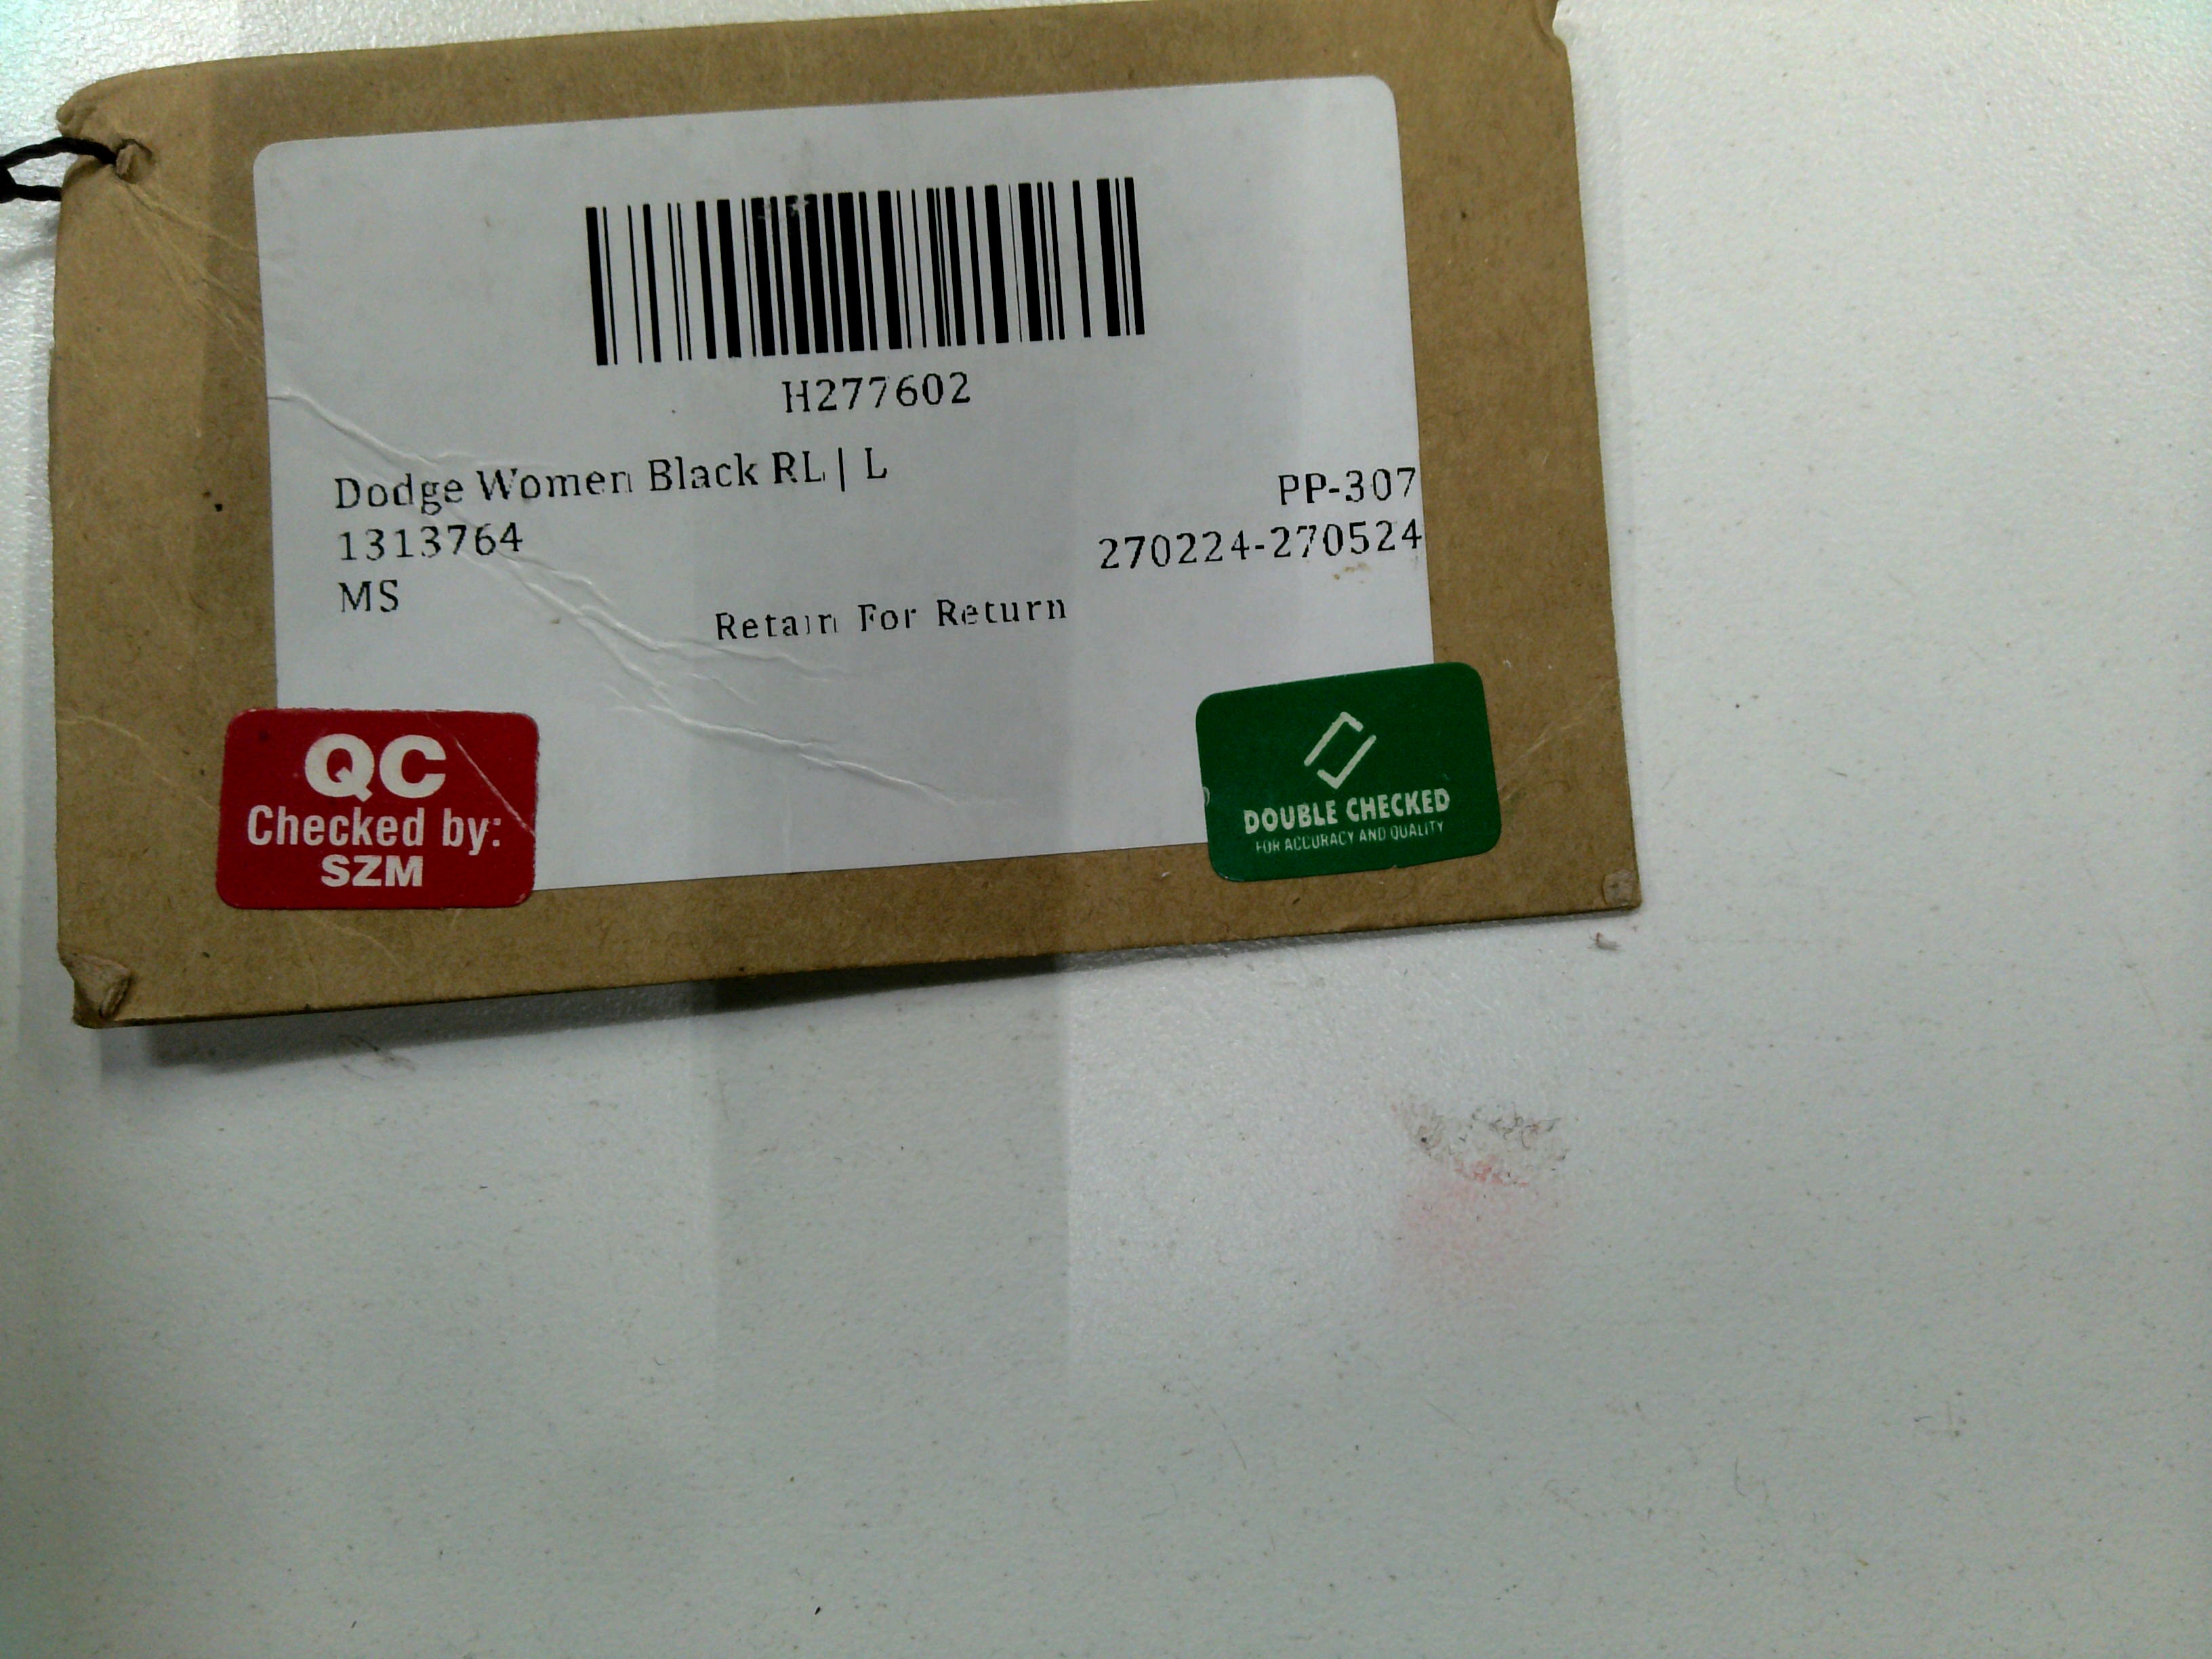 H277602
Dodge Women Black RL | L
PP-307
1313764
270224-270524
MS
Retain For Return
QC
Checked by:
SZM
DOUBLE CHECKED
FOR ACCURACY AND QUALITY